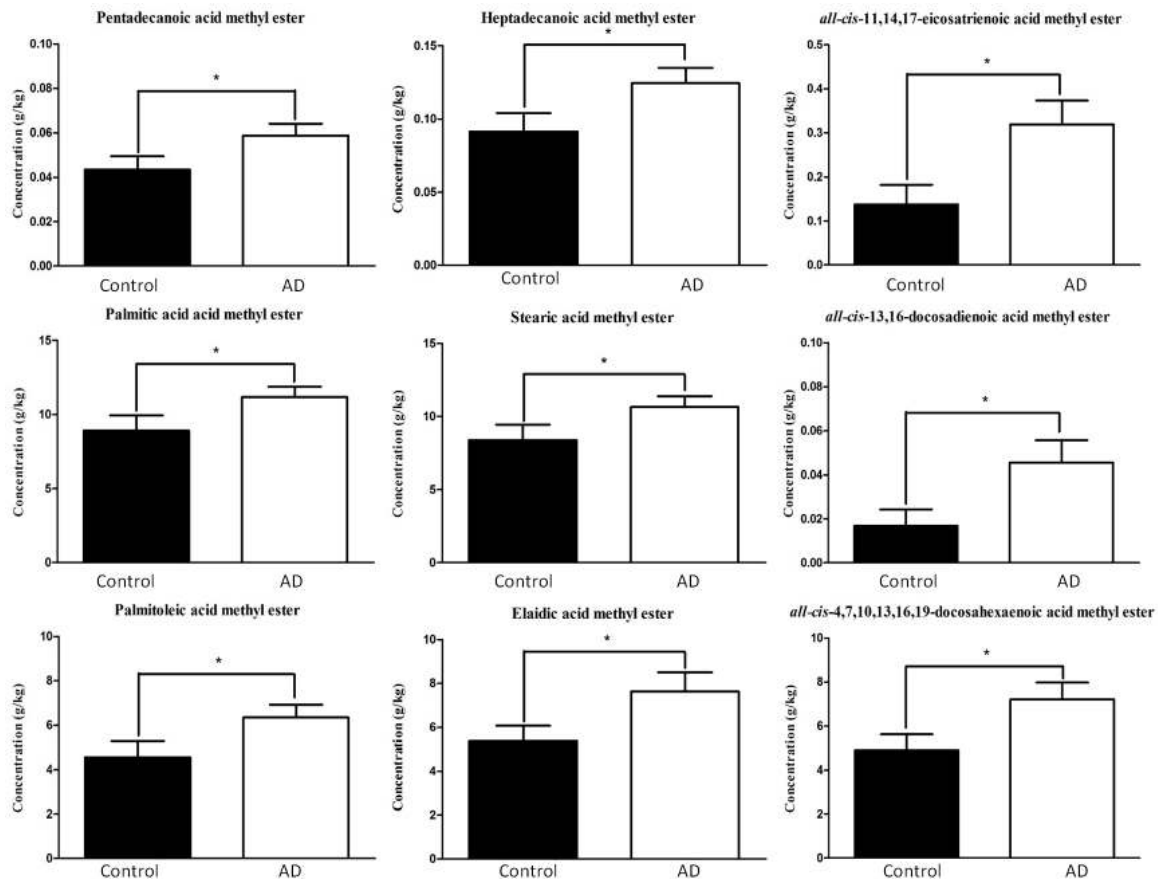 Pentadecanoic acid methyl ester
Concentration (g/kg)
0.10
0.08
0.06
0.04
0.02
0.00
*
Control
AD
Heptadecanoic acid methyl ester
Concentration (g/kg)
0.15
0.10
0.05
0.00
*
Control
AD
all-cis-11,14,17-eicosatrienoic acid methyl ester
Concentration (g/kg)
0.5
0.4
0.3
0.2
0.1
0.0
*
Control
AD
Palmitic acid acid methyl ester
Concentration (g/kg)
15
10
5
0
*
Control
AD
Stearic acid methyl ester
Concentration (g/kg)
15
10
5
0
*
Control
AD
all-cis-13,16-docosadienoic acid methyl ester
Concentration (g/kg)
0.10
0.08
0.06
0.04
0.02
0.00
*
Control
AD
Palmitoleic acid methyl ester
Concentration (g/kg)
10
8
6
4
2
0
*
Control
AD
Elaidic acid methyl ester
Concentration (g/kg)
10
8
6
4
2
0
*
Control
AD
all-cis-4,7,10,13,16,19-docosahexaenoic acid methyl ester
Concentration (g/kg)
10
8
6
4
2
0
*
Control
AD